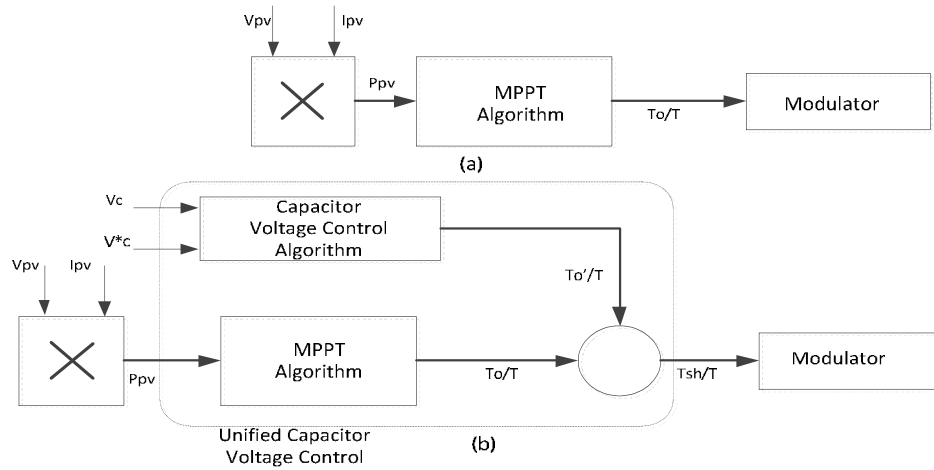 Vpv
Ipv
Ppv
MPPT
Algorithm
To/T
Modulator
(a)
Vc
V*c
Capacitor
Voltage Control
Algorithm
To'/T
Vpv
Ipv
Ppv
MPPT
Algorithm
To/T
Tsh/T
Modulator
Unified Capacitor
Voltage Control
(b)